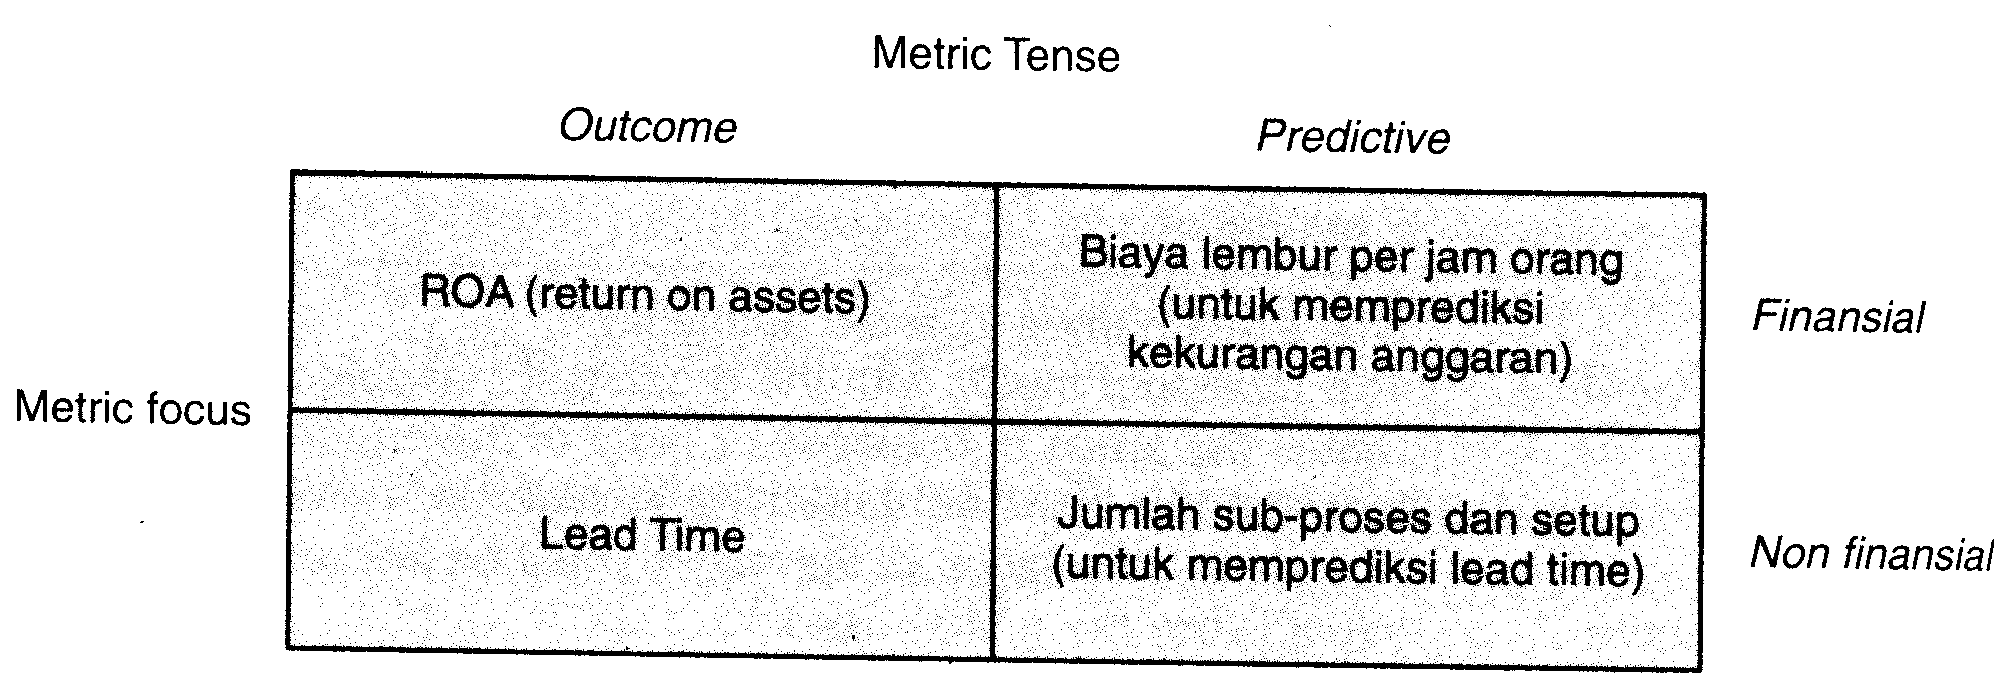 Metric Tense
Outcome
Predictive
ROA (return on assets)
Biaya lembur per jam orang
(untuk memprediksi
kekurangan anggaran)
Finansial
Metric focus
Lead Time
Jumlah sub-proses dan setup
(untuk memprediksi lead time)
Non finansial